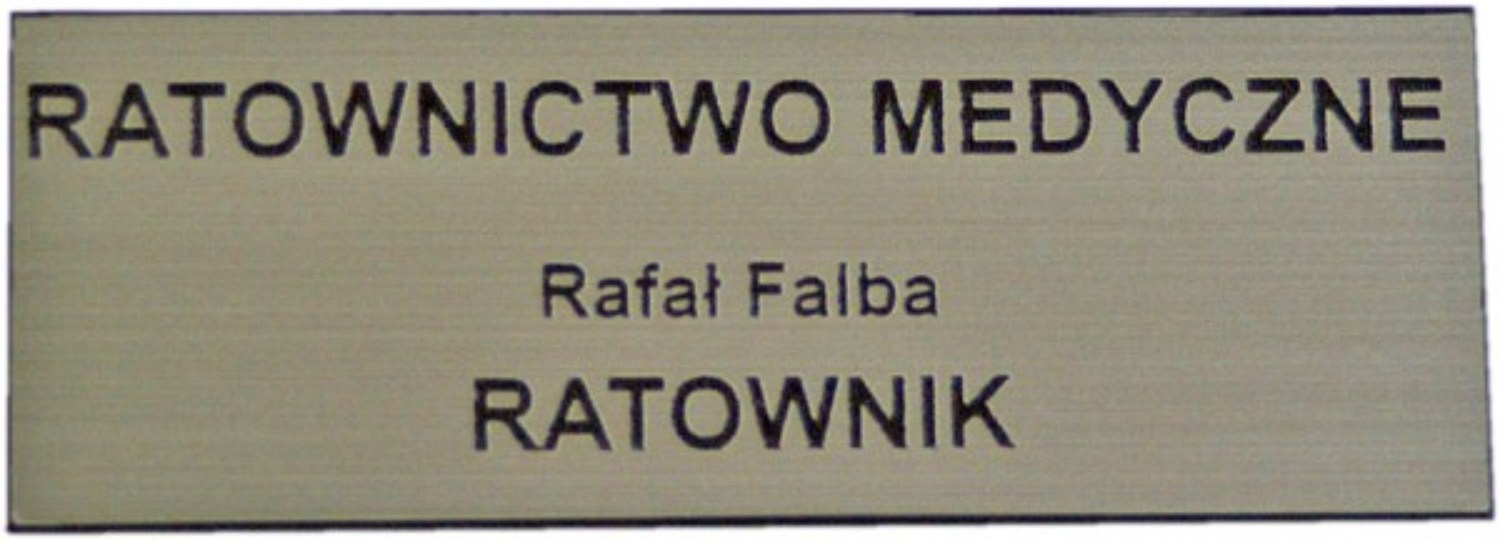 RATOWNICTWO MEDYCZNE
Rafał Falba
RATOWNIK